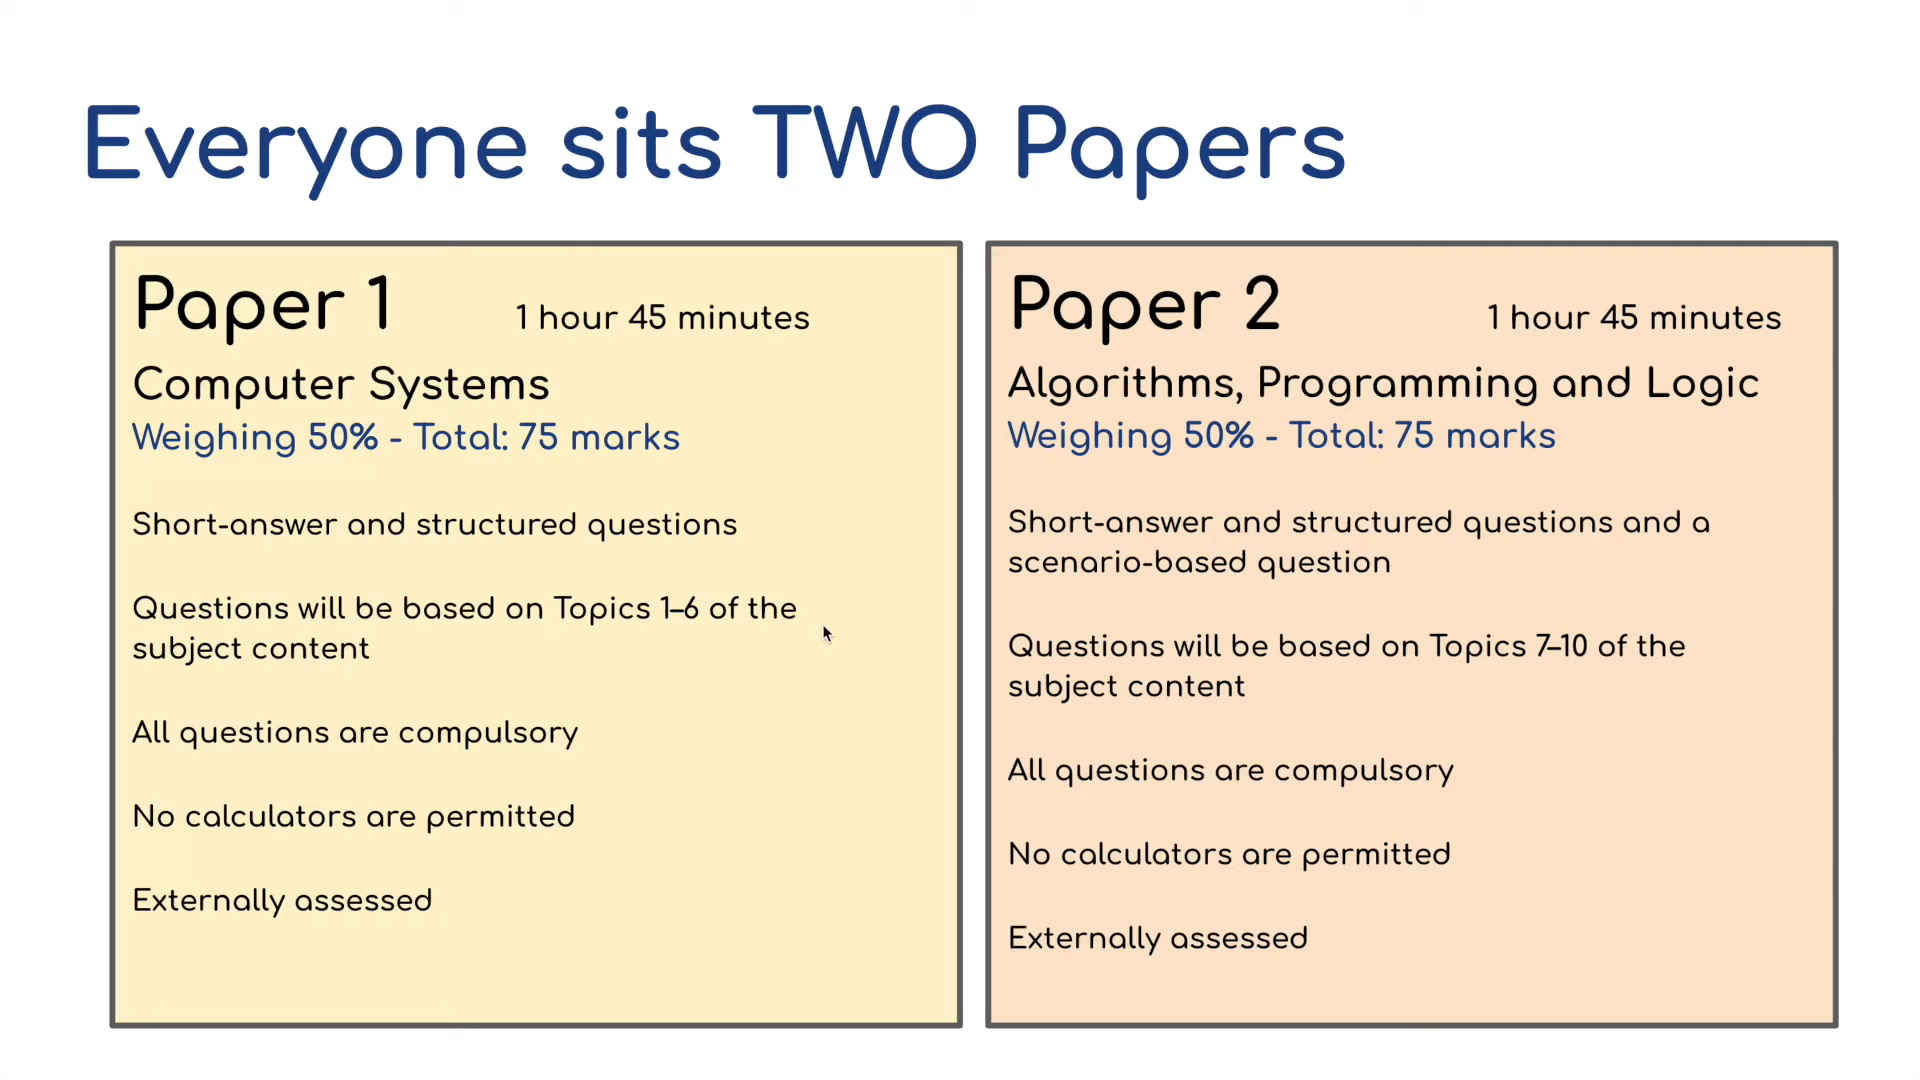 Everyone sits TWO Papers
Paper 1 1 hour 45 minutes
Computer Systems
Weighing 50% - Total: 75 marks
Short-answer and structured questions
Questions will be based on Topics 1–6 of the
subject content
All questions are compulsory
No calculators are permitted
Externally assessed
Paper 2 1 hour 45 minutes
Algorithms, Programming and Logic
Weighing 50% - Total: 75 marks
Short-answer and structured questions and a
scenario-based question
Questions will be based on Topics 7–10 of the
subject content
All questions are compulsory
No calculators are permitted
Externally assessed